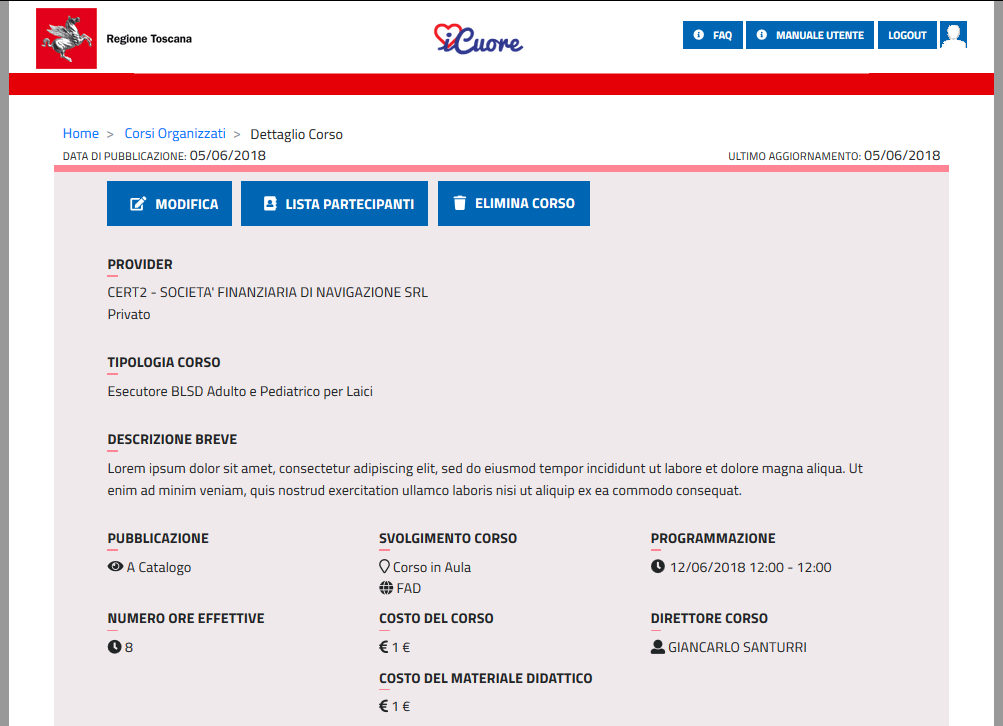 Regione Toscana
iCuore
FAQ
MANUALE UTENTE
LOGOUT
Home > Corsi Organizzati > Dettaglio Corso
DATA DI PUBBLICAZIONE: 05/06/2018
ULTIMO AGGIORNAMENTO: 05/06/2018
MODIFICA
LISTA PARTECIPANTI
ELIMINA CORSO
PROVIDER
CERT2 - SOCIETA' FINANZIARIA DI NAVIGAZIONE SRL
Privato
TIPOLOGIA CORSO
Esecutore BLSD Adulto e Pediatrico per Laici
DESCRIZIONE BREVE
Lorem ipsum dolor sit amet, consectetur adipiscing elit, sed do eiusmod tempor incididunt ut labore et dolore magna aliqua. Ut
enim ad minim veniam, quis nostrud exercitation ullamco laboris nisi ut aliquip ex ea commodo consequat.
PUBBLICAZIONE
A Catalogo
SVOLGIMENTO CORSO
Corso in Aula
FAD
PROGRAMMAZIONE
12/06/2018 12:00 - 12:00
NUMERO ORE EFFETTIVE
8
COSTO DEL CORSO
€ 1 €
DIRETTORE CORSO
GIANCARLO SANTURRI
COSTO DEL MATERIALE DIDATTICO
€ 1 €